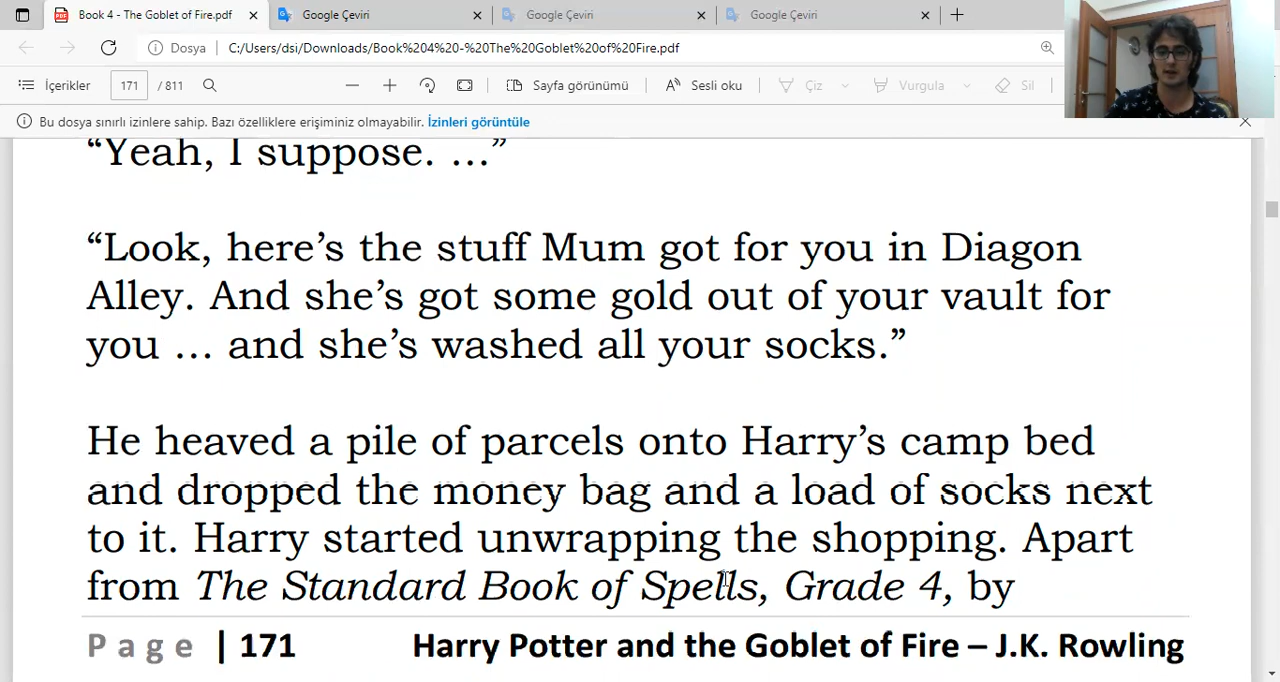 Book 4 - The Goblet of Fire.pdf
Google Çeviri
Google Çeviri
Google Çeviri
Dosya C:/Users/dsi/Downloads/Book%204%20-%20The%20Goblet%20of%20Fire.pdf
İçerikler 171 / 811 Sayfa görünümü Sesli oku Çiz Vurgula Sil
Bu dosya sınırlı izinlere sahip. Bazı özelliklere erişiminiz olmayabilir. İzinleri görüntüle
“Yeah, I suppose. …”
“Look, here’s the stuff Mum got for you in Diagon
Alley. And she’s got some gold out of your vault for
you … and she’s washed all your socks.”
He heaved a pile of parcels onto Harry’s camp bed
and dropped the money bag and a load of socks next
to it. Harry started unwrapping the shopping. Apart
from The Standard Book of Spells, Grade 4, by
Page | 171 Harry Potter and the Goblet of Fire – J.K. Rowling